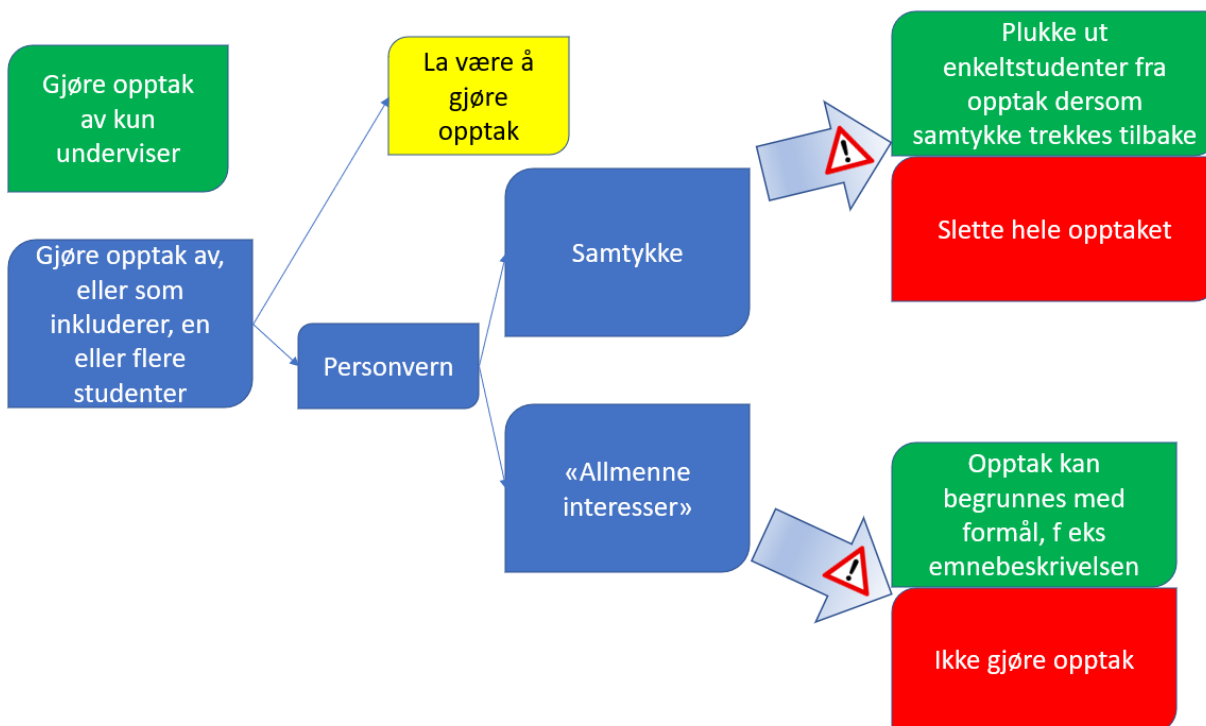 Gjøre opptak
av kun
underviser
La være å
gjøre
opptak
Plukke ut
enkeltstudenter fra
opptak dersom
samtykke trekkes tilbake
Gjøre opptak av,
eller som
inkluderer, en
eller flere
studenter
Personvern
Samtykke
Slette hele opptaket
«Allmenne
interesser»
Opptak kan
begrunnes med
formål, f eks
emnebeskrivelsen
Ikke gjøre opptak